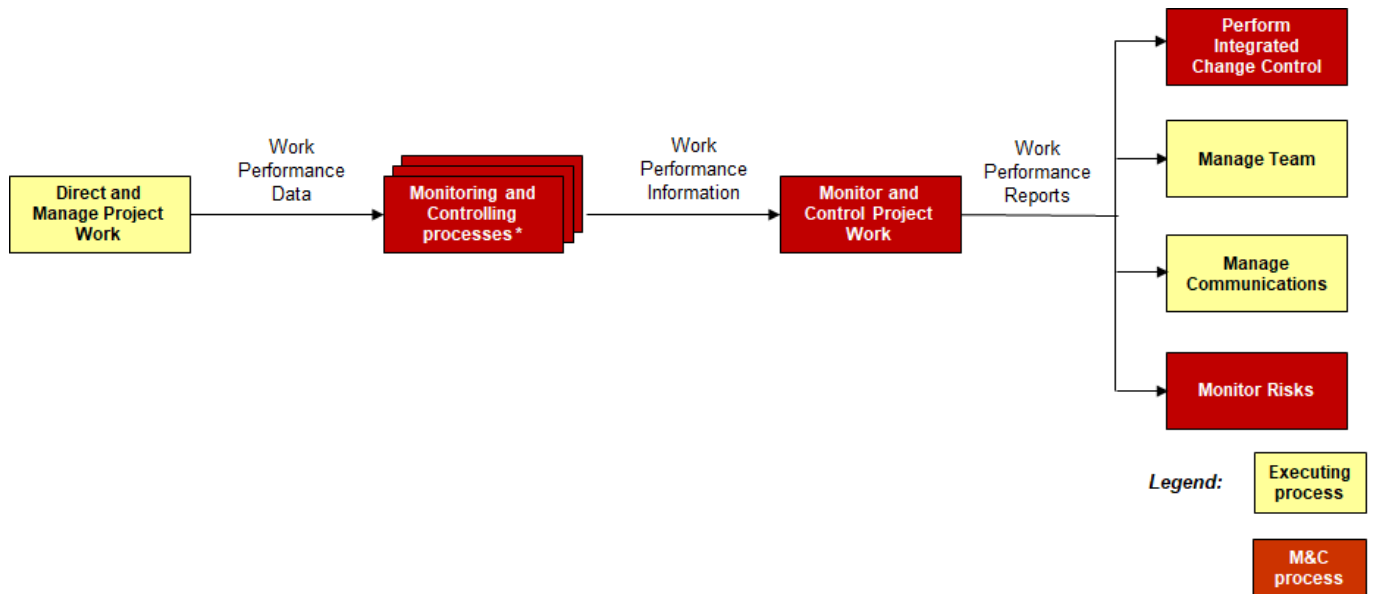 Perform
Integrated
Change Control
Work
Performance
Data
Work
Performance
Information
Work
Performance
Reports
Manage Team
Direct and
Manage Project
Work
Monitoring and
Controlling
processes *
Monitor and
Control Project
Work
Manage
Communications
Monitor Risks
Legend:
Executing
process
M&C
process